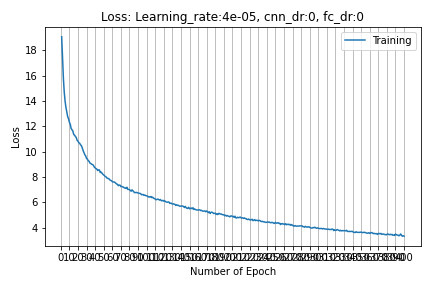 Loss: Learning_rate:4e-05, cnn_dr:0, fc_dr:0
Training
18
16
14
12
10
8
6
4
Loss
Number of Epoch